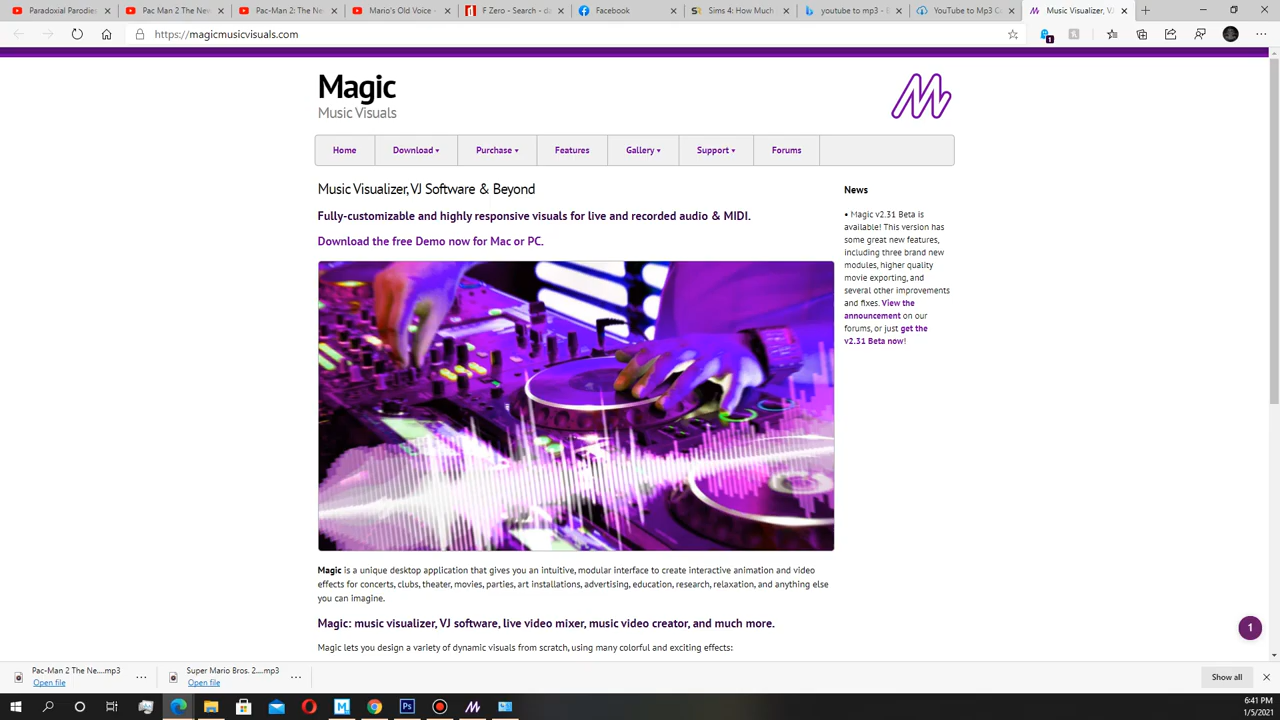 Paradoxial Parodies
Pac Man 2 The New
Pac-Man 2: The Ne
Mario's Old Voice -
F Zero - Search - da
Facebook
Sims 4: How Much
youtube to mp3 - B
YouTube to Mp3 C
Music Visualizer, VJ
https://magicmusicvisuals.com
1
Magic
Music Visuals
Home
Download ▾
Purchase ▾
Features
Gallery ▾
Support ▾
Forums
Music Visualizer, VJ Software & Beyond
Fully-customizable and highly responsive visuals for live and recorded audio & MIDI.
Download the free Demo now for Mac or PC.
News
• Magic v2.31 Beta is
available! This version has
some great new features,
including three brand new
modules, higher quality
movie exporting, and
several other improvements
and fixes. View the
announcement on our
forums, or just get the
v2.31 Beta now!
Magic is a unique desktop application that gives you an intuitive, modular interface to create interactive animation and video
effects for concerts, clubs, theater, movies, parties, art installations, advertising, education, research, relaxation, and anything else
you can imagine.
Magic: music visualizer, VJ software, live video mixer, music video creator, and much more.
Magic lets you design a variety of dynamic visuals from scratch, using many colorful and exciting effects:
1
Pac-Man 2 The Ne....mp3
Open file
Super Mario Bros. 2....mp3
Open file
Show all
Ps
6:41 PM
1/5/2021